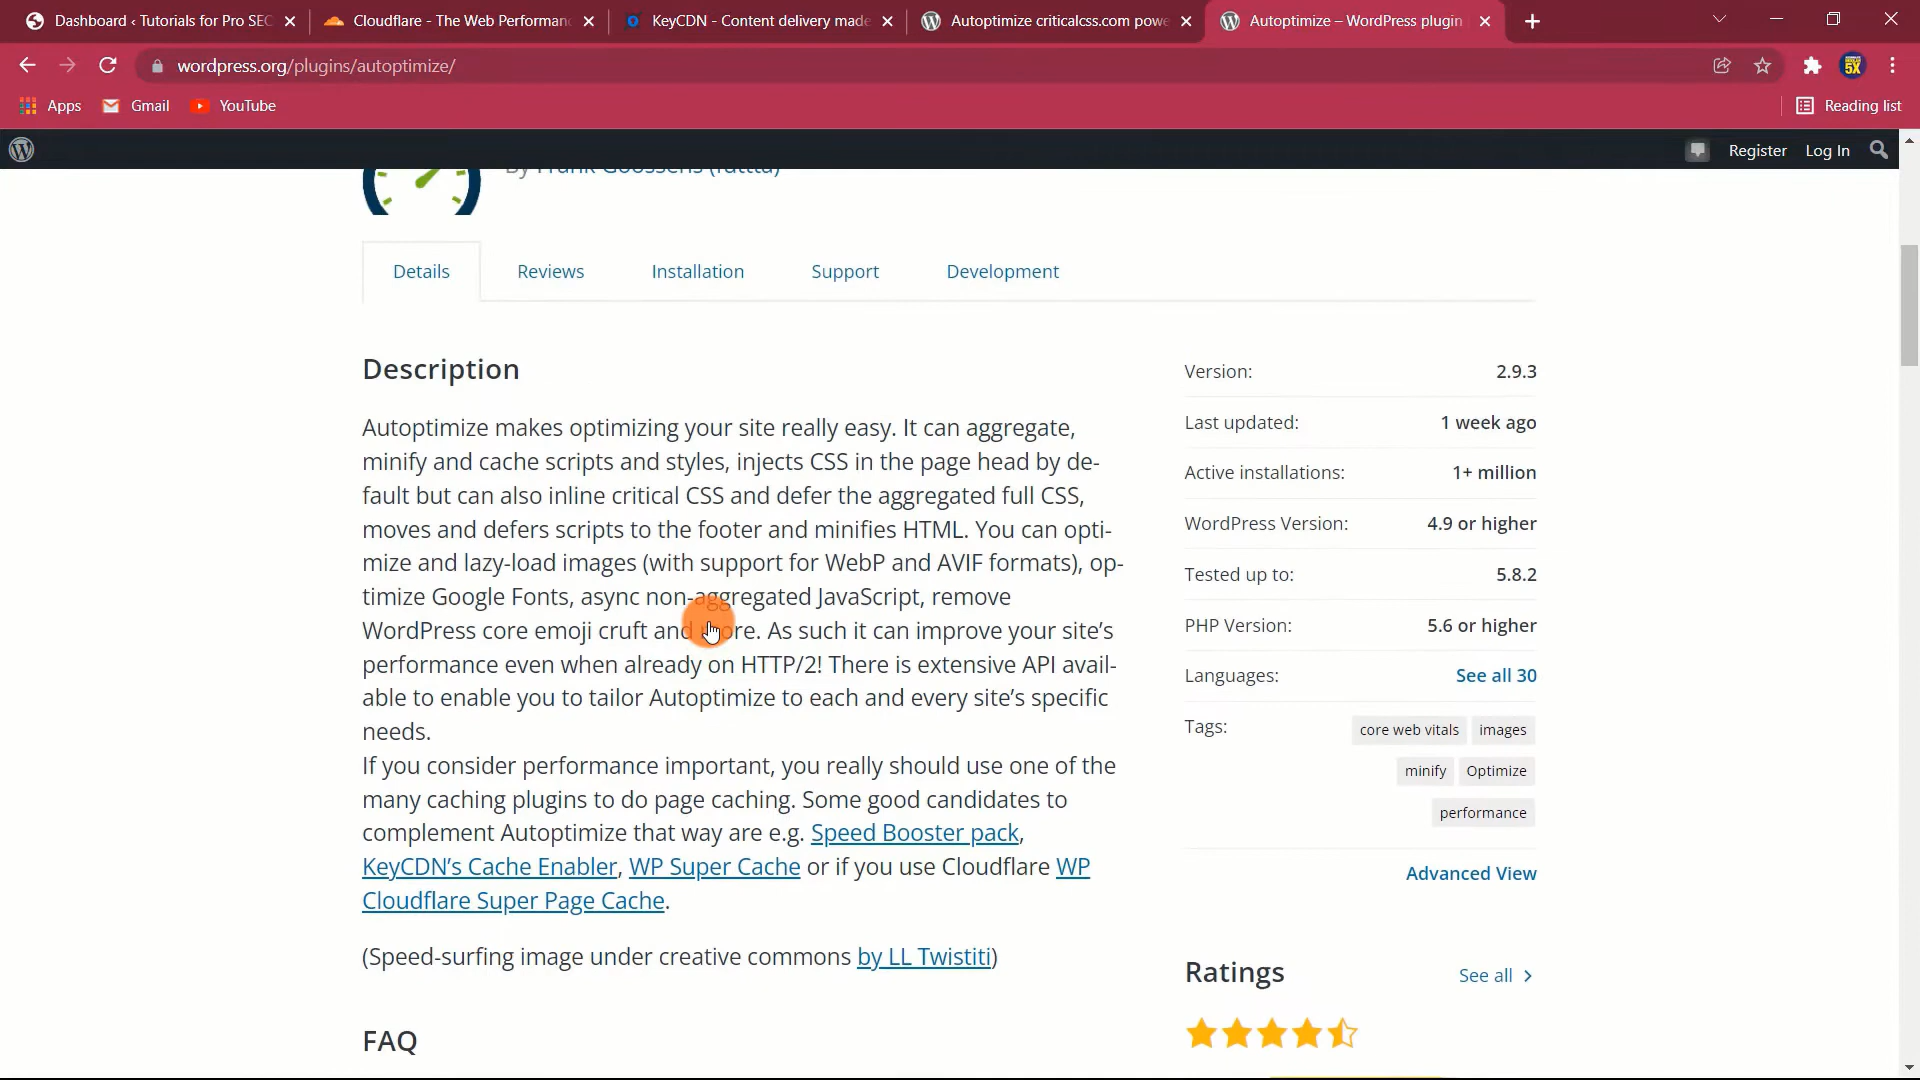 Dashboard ‹ Tutorials for Pro SEO
Cloudflare - The Web Performan
KeyCDN - Content delivery made
Autoptimize criticalcss.com powe
Autoptimize – WordPress plugin
wordpress.org/plugins/autoptimize/
5X
Apps
Gmail
YouTube
Reading list
Register
Log In
By Frank Goossens (futtta)
Details
Reviews
Installation
Support
Development
Description
Autoptimize makes optimizing your site really easy. It can aggregate,
minify and cache scripts and styles, injects CSS in the page head by de-
fault but can also inline critical CSS and defer the aggregated full CSS,
moves and defers scripts to the footer and minifies HTML. You can opti-
mize and lazy-load images (with support for WebP and AVIF formats), op-
timize Google Fonts, async non-aggregated JavaScript, remove
WordPress core emoji cruft and more. As such it can improve your site’s
performance even when already on HTTP/2! There is extensive API avail-
able to enable you to tailor Autoptimize to each and every site’s specific
needs.
If you consider performance important, you really should use one of the
many caching plugins to do page caching. Some good candidates to
complement Autoptimize that way are e.g. Speed Booster pack,
KeyCDN’s Cache Enabler, WP Super Cache or if you use Cloudflare WP
Cloudflare Super Page Cache.
(Speed-surfing image under creative commons by LL Twistiti)
FAQ
Version: 2.9.3
Last updated: 1 week ago
Active installations: 1+ million
WordPress Version: 4.9 or higher
Tested up to: 5.8.2
PHP Version: 5.6 or higher
Languages: See all 30
Tags: core web vitals images
minify Optimize
performance
Advanced View
Ratings See all